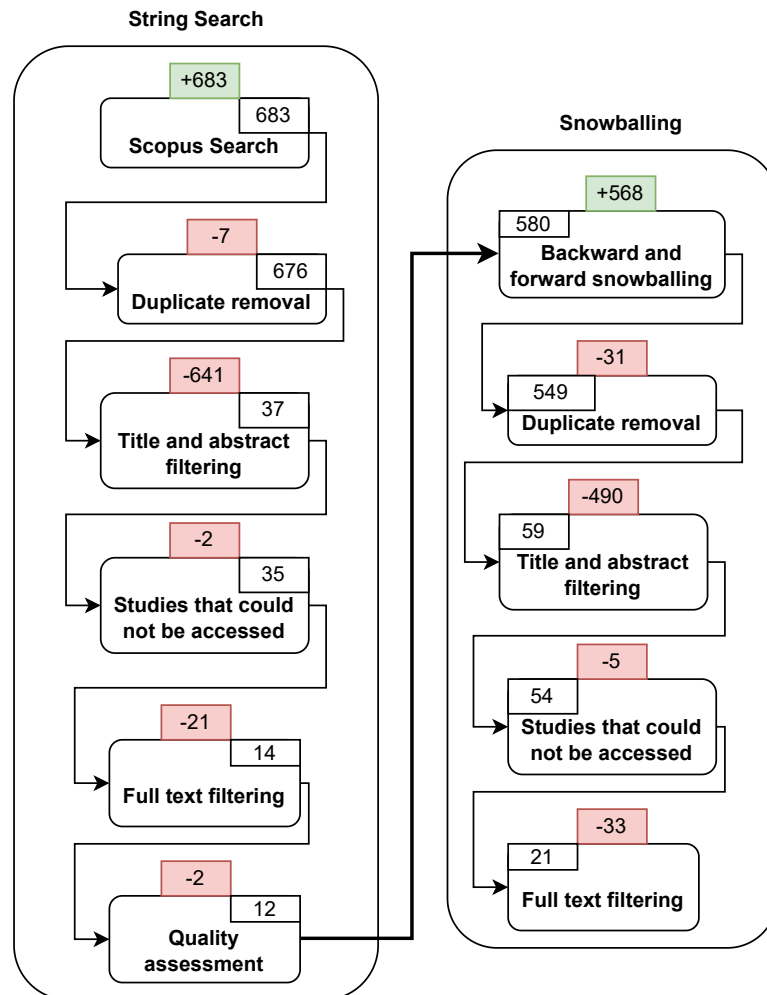 String Search
+683
683
Scopus Search
-7
676
Duplicate removal
-641
37
Title and abstract
filtering
-2
35
Studies that could
not be accessed
-21
14
Full text filtering
-2
12
Quality
assessment
Snowballing
+568
580
Backward and
forward snowballing
-31
549
Duplicate removal
-490
59
Title and abstract
filtering
-5
54
Studies that could
not be accessed
-33
21
Full text filtering